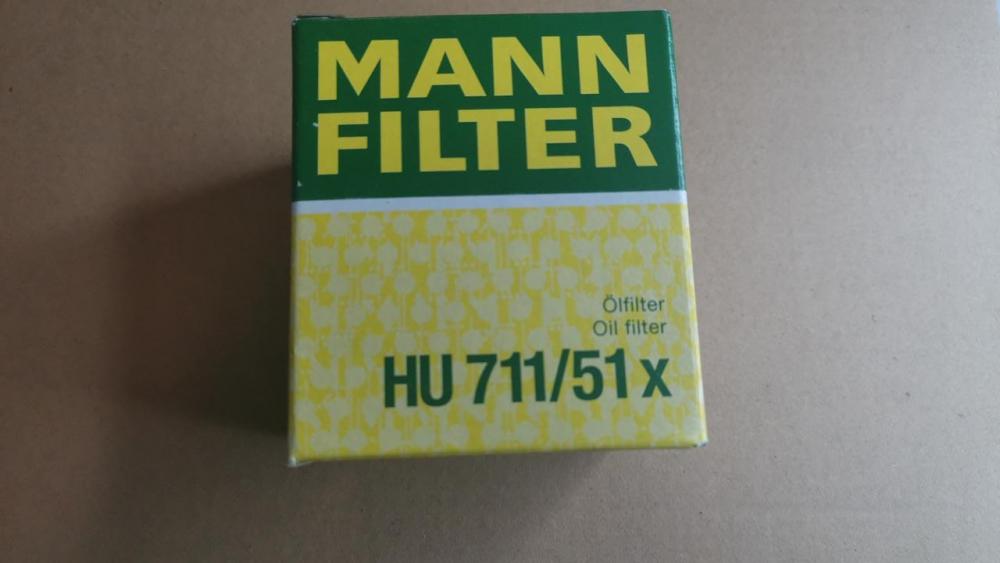 MANN
FILTER
Ölfilter
Oil filter
HU 711/51 x